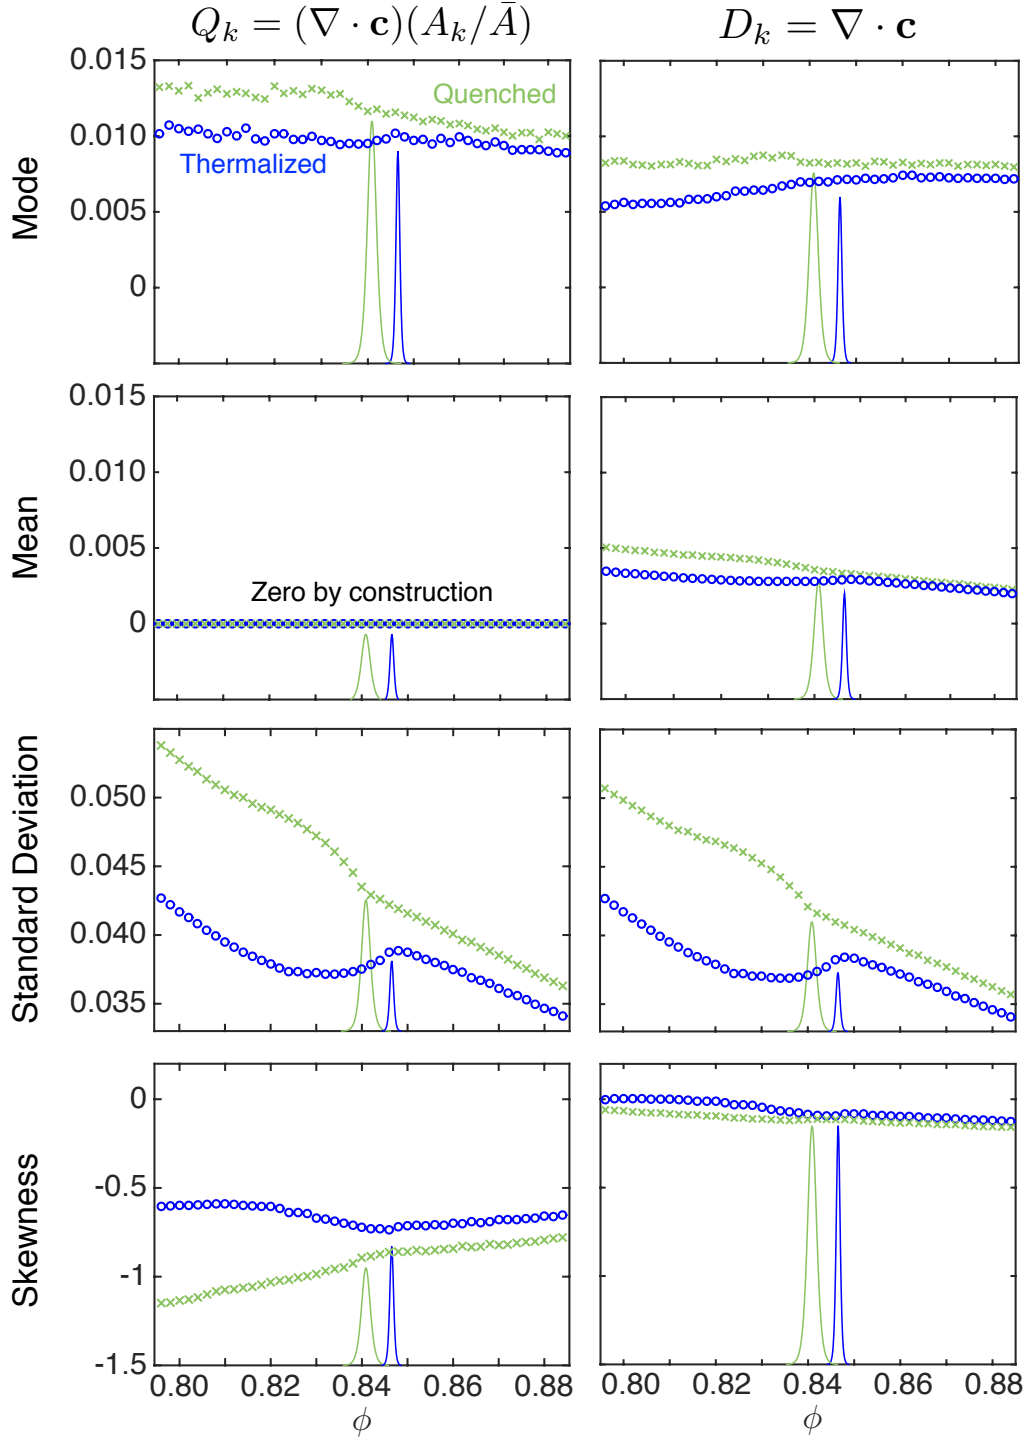 Q_k = (∇ · c)(A_k/Ā)
D_k = ∇ · c
Mode
0.015
0.010
0.005
0
Quenched
Thermalized
Mean
0.015
0.010
0.005
0
Zero by construction
Standard Deviation
0.050
0.045
0.040
0.035
Skewness
0
-0.5
-1
-1.5
0.80 0.82 0.84 0.86 0.88
0.80 0.82 0.84 0.86 0.88
ϕ
ϕ